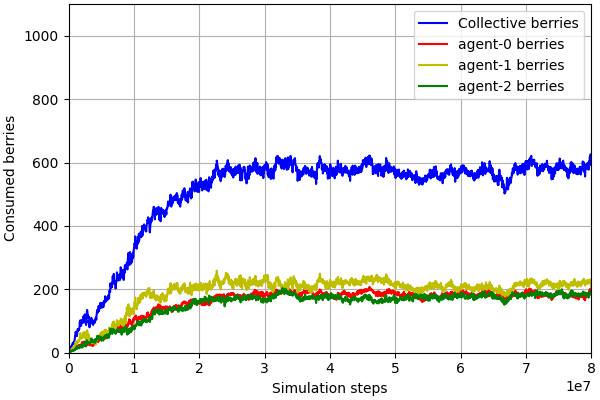 Collective berries
agent-0 berries
agent-1 berries
agent-2 berries
1000
800
600
400
200
0
Consumed berries
0 1 2 3 4 5 6 7 8
1e7
Simulation steps